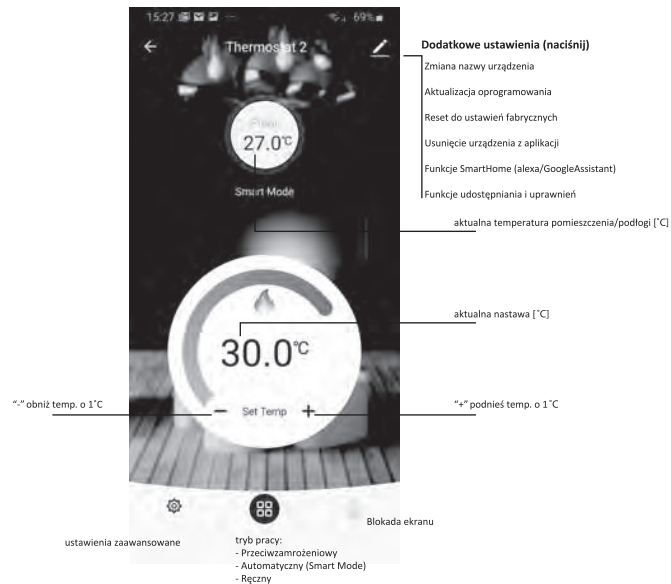 15:27 69%
Thermostat 2
Dodatkowe ustawienia (naciśnij)
Zmiana nazwy urządzenia
Aktualizacja oprogramowania
Reset do ustawień fabrycznych
Usunięcie urządzenia z aplikacji
Funkcje SmartHome (alexa/GoogleAssistant)
Funkcje udostępniania i uprawnień
27.0°C
Smart Mode
aktualna temperatura pomieszczenia/podłogi [˚C]
aktualna nastawa [˚C]
30.0°C
"-" obniż temp. o 1˚C
− Set Temp +
"+" podnieś temp. o 1˚C
Blokada ekranu
ustawienia zaawansowane
tryb pracy:
- Przeciwzamrożeniowy
- Automatyczny (Smart Mode)
- Ręczny